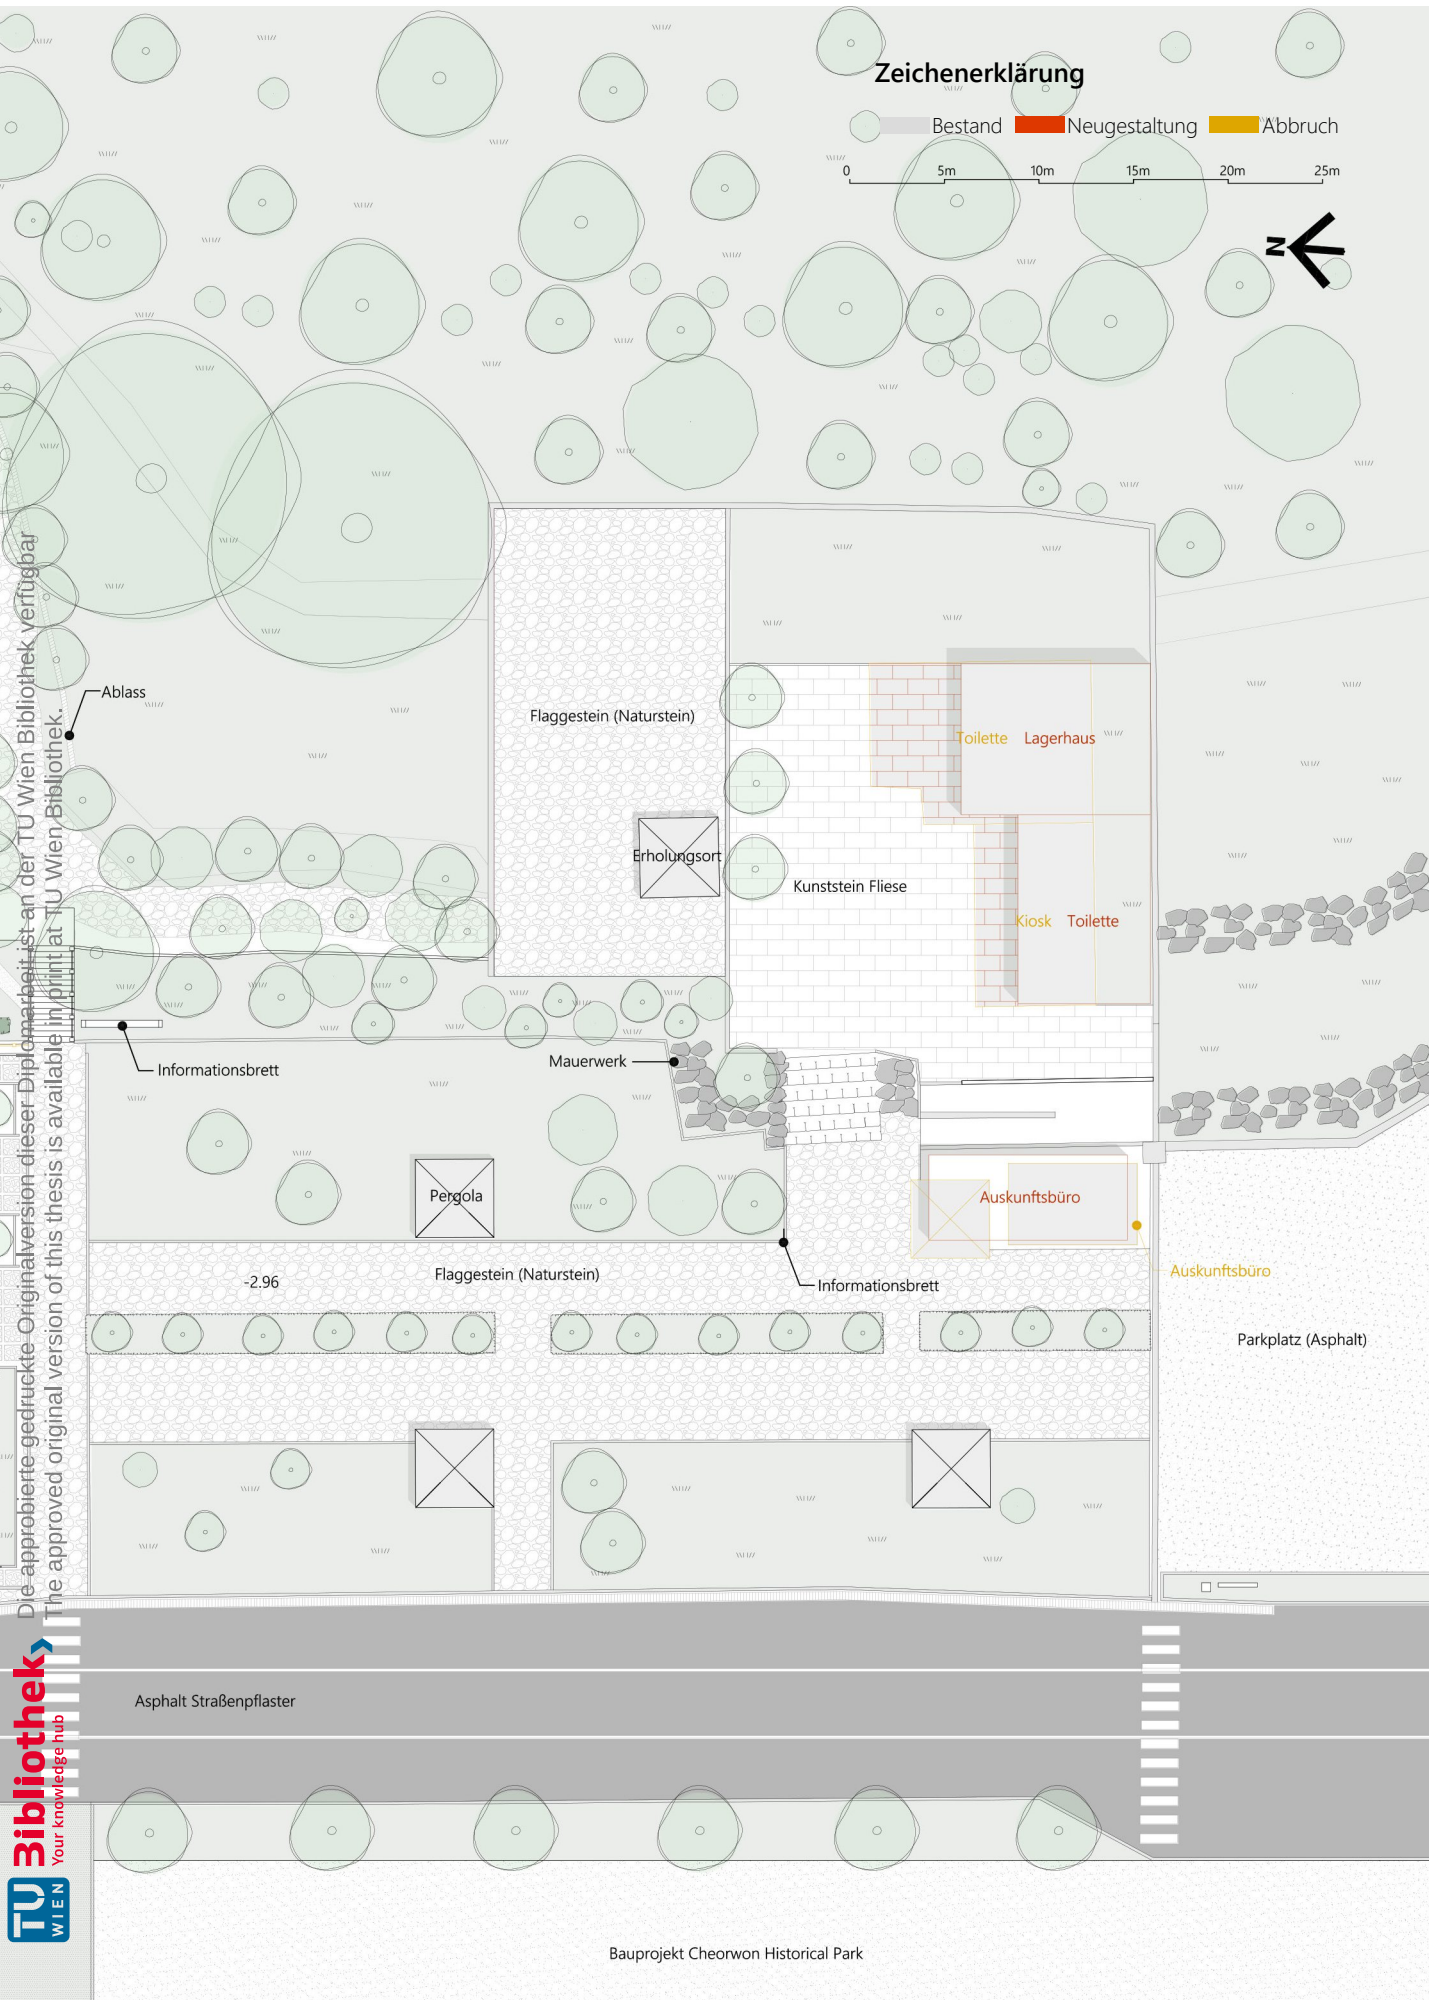 Zeichenerklärung
Bestand Neugestaltung Abbruch
0 5m 10m 15m 20m 25m
N
Ablass
Flaggestein (Naturstein)
Toilette Lagerhaus
Erholungsort
Kunststein Fliese
Kiosk Toilette
Informationsbrett
Mauerwerk
Pergola
Auskunftsbüro
Auskunftsbüro
-2.96
Flaggestein (Naturstein)
Informationsbrett
Parkplatz (Asphalt)
Asphalt Straßenpflaster
Bauprojekt Cheorwon Historical Park
Die approbierte gedruckte Originalversion dieser Diplomarbeit ist an der TU Wien Bibliothek verfügbar
The approved original version of this thesis is available in print at TU Wien Bibliothek.
TU WIEN
Bibliothek
Your knowledge hub